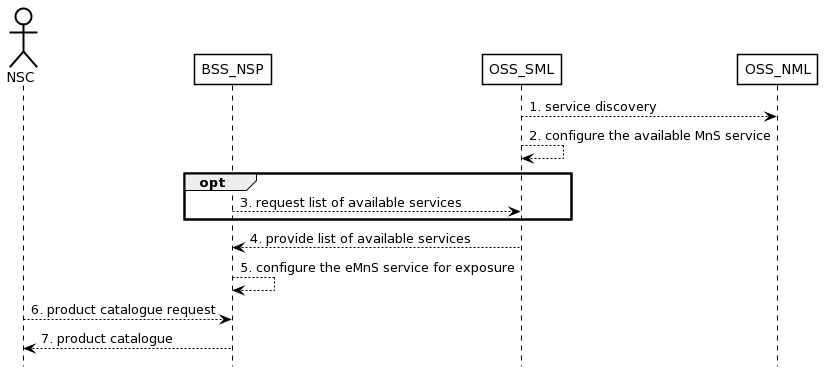 NSC
BSS_NSP
OSS_SML
OSS_NML
1. service discovery
2. configure the available MnS service
opt
3. request list of available services
4. provide list of available services
5. configure the eMnS service for exposure
6. product catalogue request
7. product catalogue